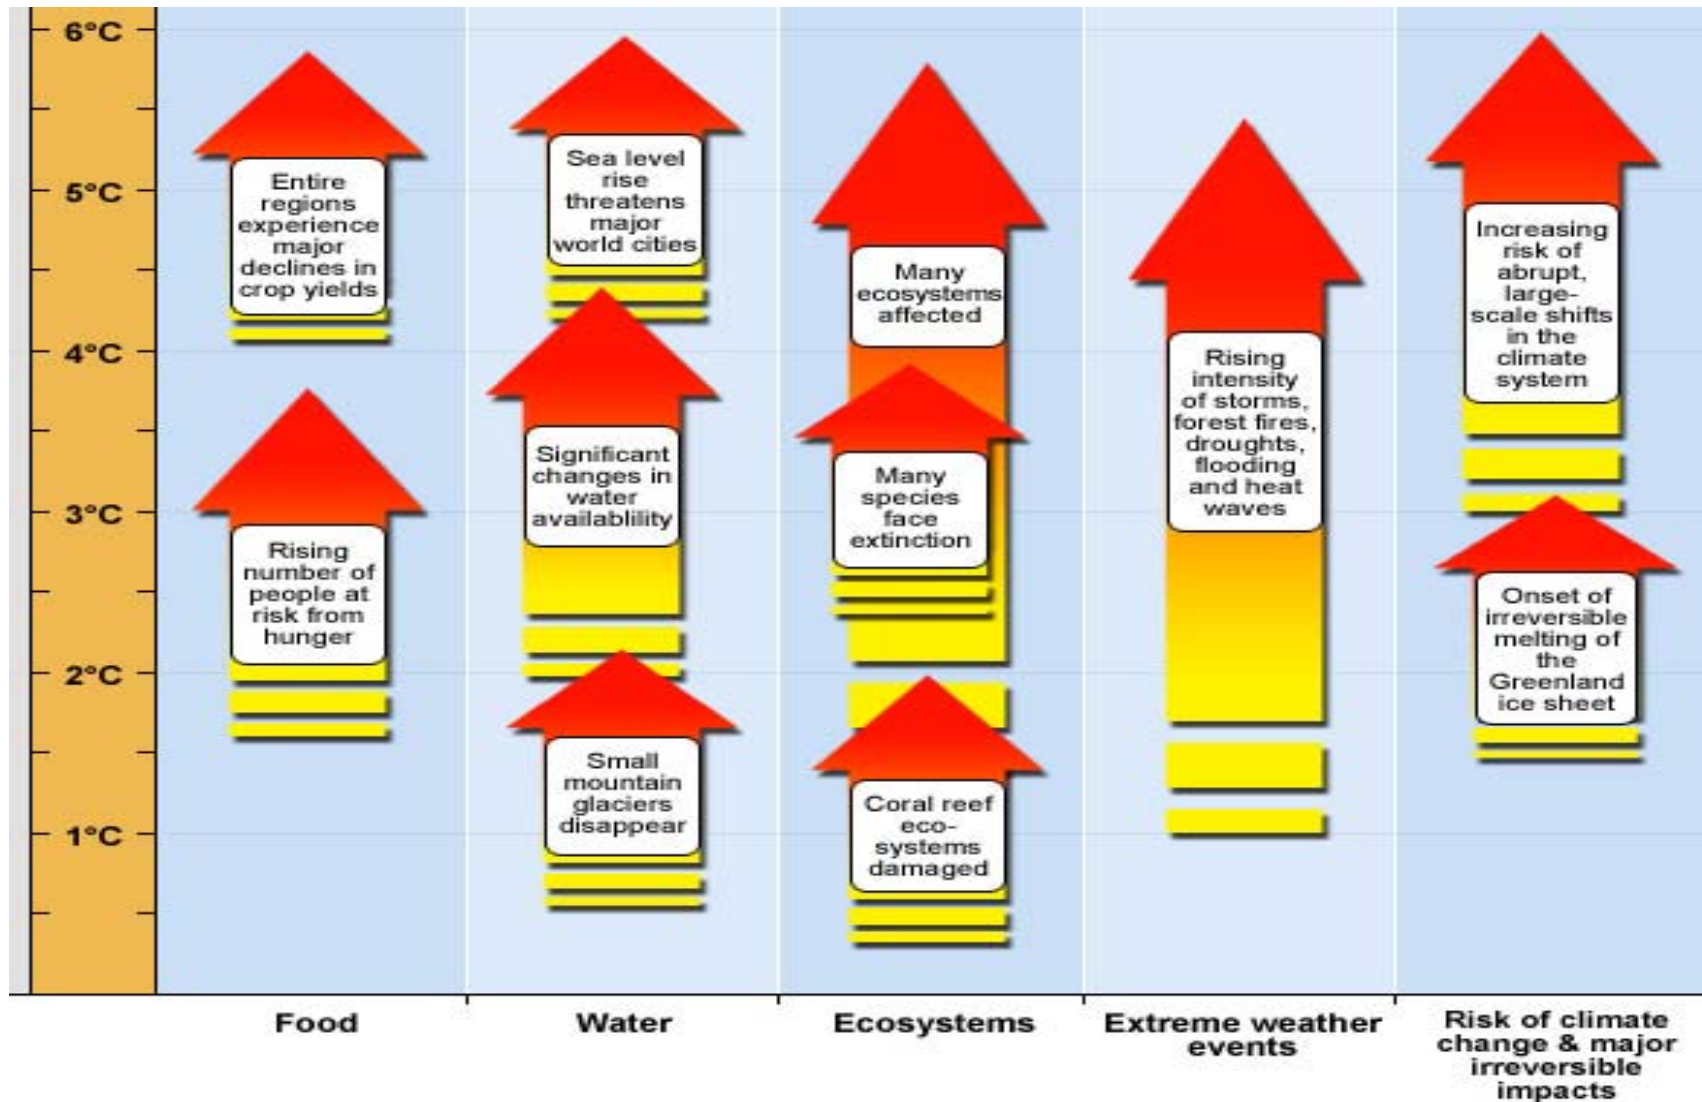 6°C
5°C
4°C
3°C
2°C
1°C
Entire
regions
experience
major
declines in
crop yields
Rising
number of
people at
risk from
hunger
Sea level
rise
threatens
major
world cities
Significant
changes in
water
availablility
Small
mountain
glaciers
disappear
Many
ecosystems
affected
Many
species
face
extinction
Coral reef
eco-
systems
damaged
Rising
intensity
of storms,
forest fires,
droughts,
flooding
and heat
waves
Increasing
risk of
abrupt,
large-
scale shifts
in the
climate
system
Onset of
irreversible
melting of
the
Greenland
ice sheet
Food
Water
Ecosystems
Extreme weather
events
Risk of climate
change & major
irreversible
impacts